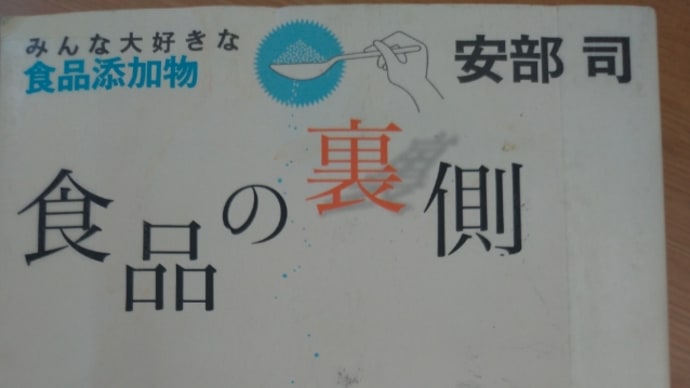 みんな大好きな
食品添加物
安部 司
食品の裏側